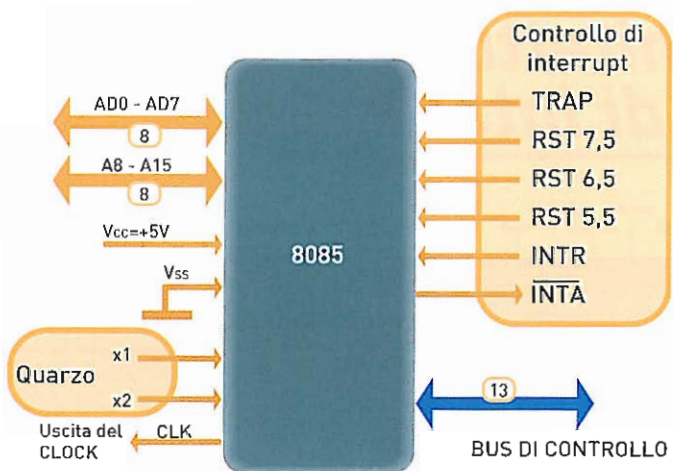 AD0 - AD7
8
A8 - A15
8
Vcc=+5V
Vss
Quarzo
x1
x2
Uscita del
CLOCK
CLK
8085
Controllo di
interrupt
TRAP
RST 7,5
RST 6,5
RST 5,5
INTR
INTA
13
BUS DI CONTROLLO